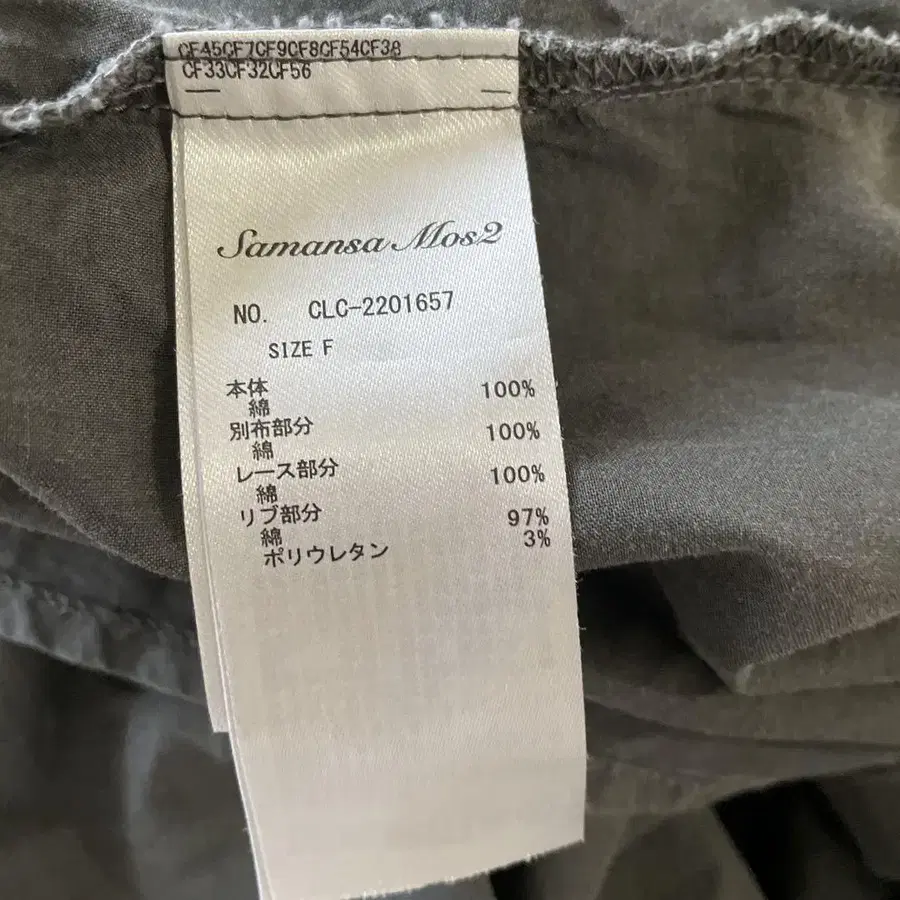 CF45CF7CF9CF8CF54CF38
CF33CF32CF56
Samansa Mos2
NO. CLC-2201657
SIZE F
本体
綿 100%
別布部分
綿 100%
レース部分
綿 100%
リブ部分
綿 97%
ポリウレタン 3%